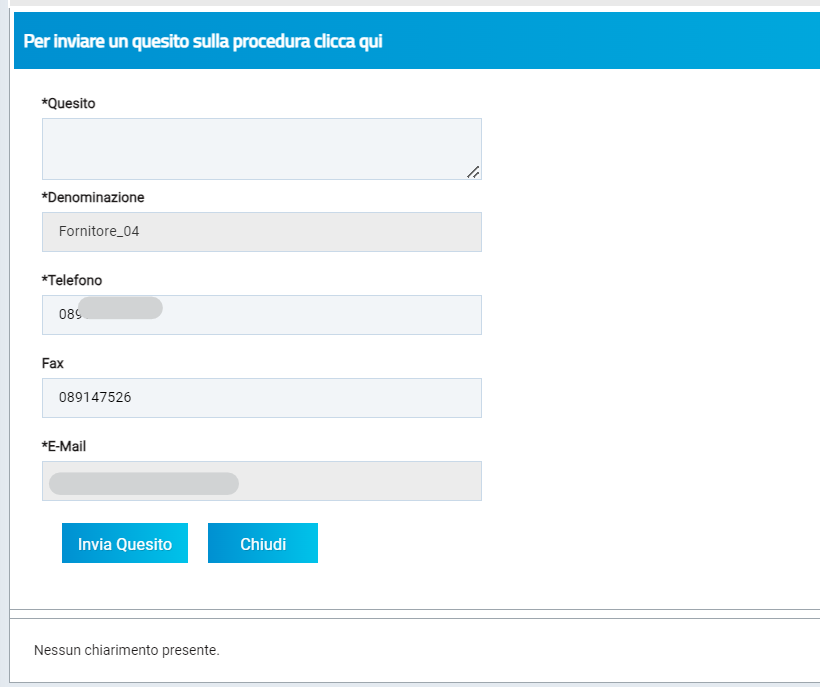 Per inviare un quesito sulla procedura clicca qui
*Quesito
*Denominazione
Fornitore_04
*Telefono
089
Fax
089147526
*E-Mail
Invia Quesito
Chiudi
Nessun chiarimento presente.